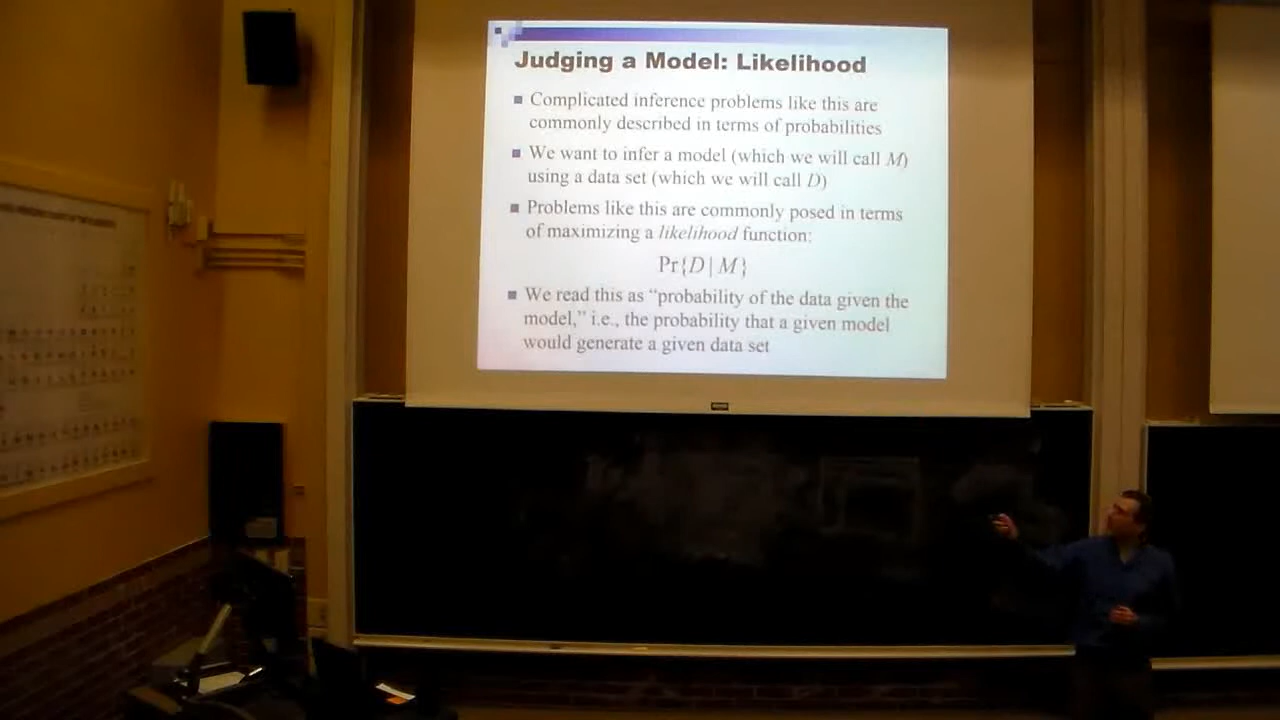 Judging a Model: Likelihood
Complicated inference problems like this are
commonly described in terms of probabilities
We want to infer a model (which we will call M)
using a data set (which we will call D)
Problems like this are commonly posed in terms
of maximizing a likelihood function:
Pr{D|M}
We read this as “probability of the data given the
model,” i.e., the probability that a given model
would generate a given data set